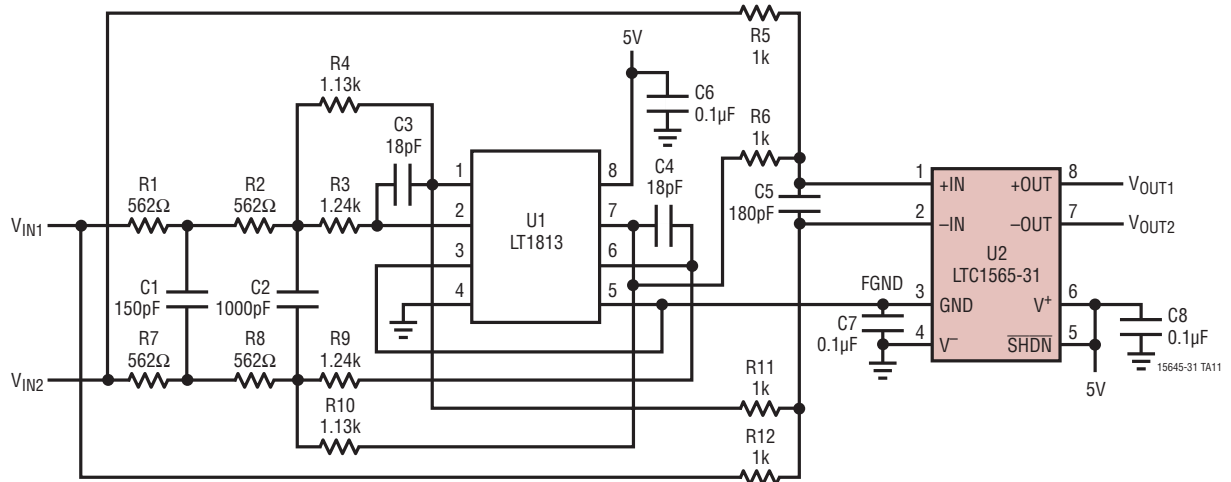 R5
1k
5V
R4
1.13k
C6
0.1µF
R6
1k
C3
18pF
C4
18pF
1
8
1
+IN
+OUT
8
VOUT1
R1
562Ω
R2
562Ω
R3
1.24k
C5
180pF
2
7
2
–IN
–OUT
7
VOUT2
VIN1
U1
LT1813
U2
LTC1565-31
3
6
C1
150pF
C2
1000pF
4
5
FGND
3
GND
V+
6
C7
0.1µF
C8
0.1µF
R7
562Ω
R8
562Ω
R9
1.24k
4
V–
SHDN
5
VIN2
15645-31 TA11
R11
1k
5V
R10
1.13k
R12
1k